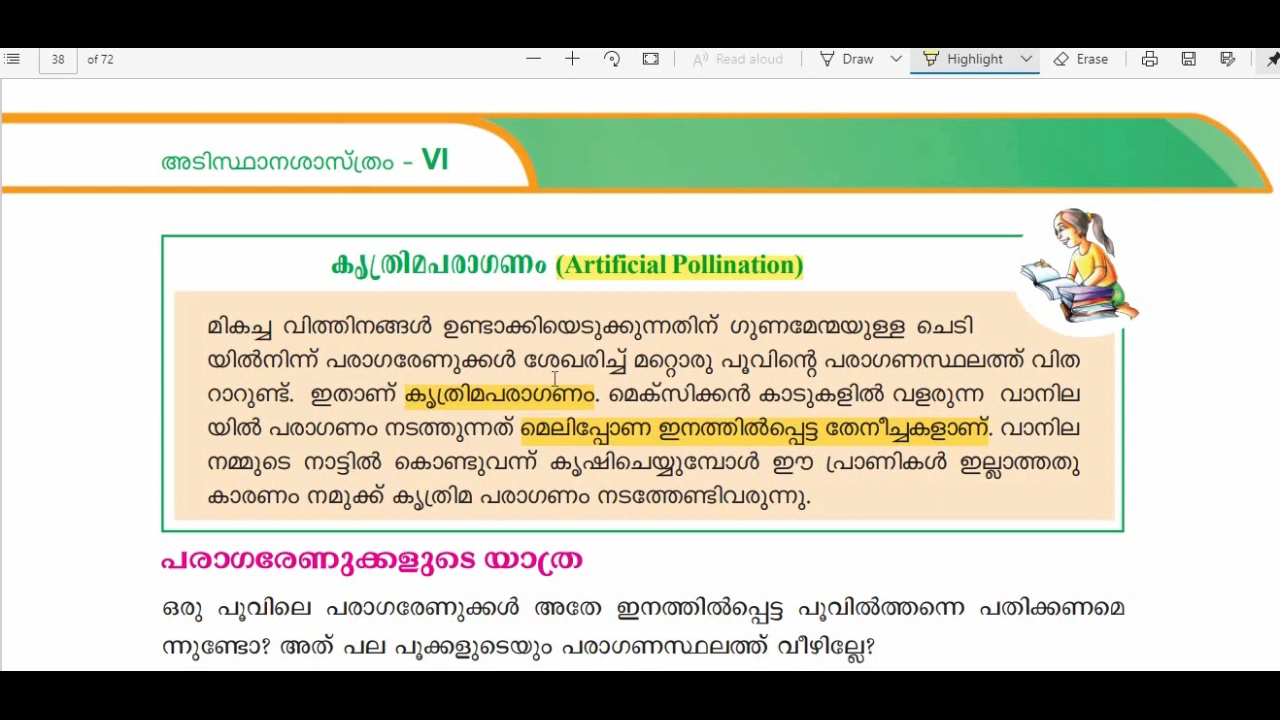 38 of 72 Read aloud Draw Highlight Erase
അടിസ്ഥാനശാസ്ത്രം - VI
കൃത്രിമപരാഗണം (Artificial Pollination)
മികച്ച വിത്തിനങ്ങൾ ഉണ്ടാക്കിയെടുക്കുന്നതിന് ഗുണമേന്മയുള്ള ചെടി
യിൽനിന്ന് പരാഗരേണുക്കൾ ശേഖരിച്ച് മറ്റൊരു പൂവിന്റെ പരാഗണസ്ഥലത്ത് വിത
റാറുണ്ട്. ഇതാണ് കൃത്രിമപരാഗണം. മെക്സിക്കൻ കാടുകളിൽ വളരുന്ന വാനില
യിൽ പരാഗണം നടത്തുന്നത് മെലിപ്പോണ ഇനത്തിൽപ്പെട്ട തേനീച്ചകളാണ്. വാനില
നമ്മുടെ നാട്ടിൽ കൊണ്ടുവന്ന് കൃഷിചെയ്യുമ്പോൾ ഈ പ്രാണികൾ ഇല്ലാത്തതു
കാരണം നമുക്ക് കൃത്രിമ പരാഗണം നടത്തേണ്ടിവരുന്നു.
പരാഗരേണുക്കളുടെ യാത്ര
ഒരു പൂവിലെ പരാഗരേണുക്കൾ അതേ ഇനത്തിൽപ്പെട്ട പൂവിൽത്തന്നെ പതിക്കണമെ
ന്നുണ്ടോ? അത് പല പൂക്കളുടെയും പരാഗണസ്ഥലത്ത് വീഴില്ലേ?